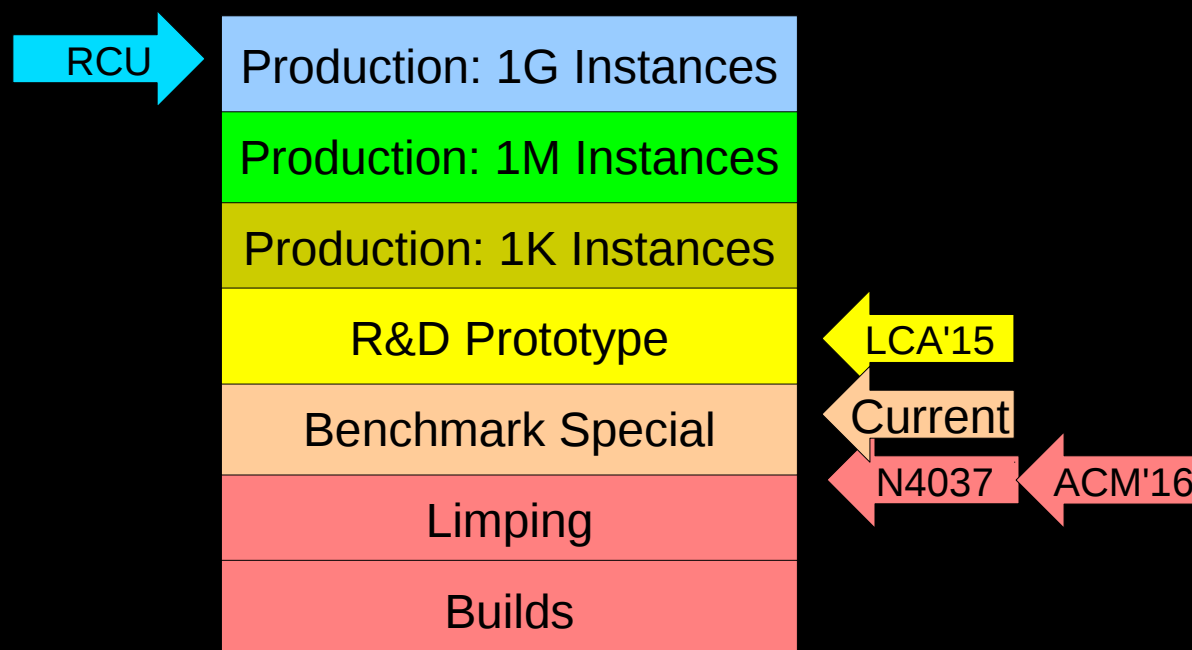 RCU
Production: 1G Instances
Production: 1M Instances
Production: 1K Instances
R&D Prototype
LCA'15
Benchmark Special
Current
N4037
ACM'16
Limping
Builds